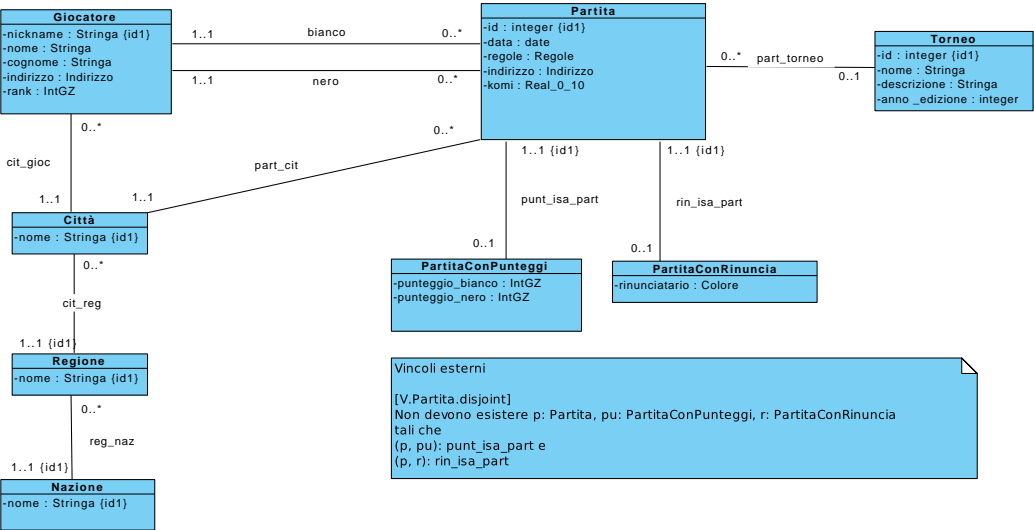 Giocatore
-nickname : Stringa {id1}
-nome : Stringa
-cognome : Stringa
-indirizzo : Indirizzo
-rank : IntGZ
1..1
bianco
0..*
1..1
nero
0..*
Partita
-id : integer {id1}
-data : date
-regole : Regole
-indirizzo : Indirizzo
-komi : Real_0_10
0..*
part_torneo
0..1
Torneo
-id : integer {id1}
-nome : Stringa
-descrizione : Stringa
-anno _edizione : integer
0..*
cit_gioc
1..1
0..*
part_cit
1..1
1..1 {id1}
punt_isa_part
0..1
1..1 {id1}
rin_isa_part
0..1
Città
-nome : Stringa {id1}
0..*
cit_reg
1..1 {id1}
PartitaConPunteggi
-punteggio_bianco : IntGZ
-punteggio_nero : IntGZ
PartitaConRinuncia
-rinunciatario : Colore
Regione
-nome : Stringa {id1}
0..*
reg_naz
1..1 {id1}
Nazione
-nome : Stringa {id1}
Vincoli esterni
[V.Partita.disjoint]
Non devono esistere p: Partita, pu: PartitaConPunteggi, r: PartitaConRinuncia
tali che
(p, pu): punt_isa_part e
(p, r): rin_isa_part